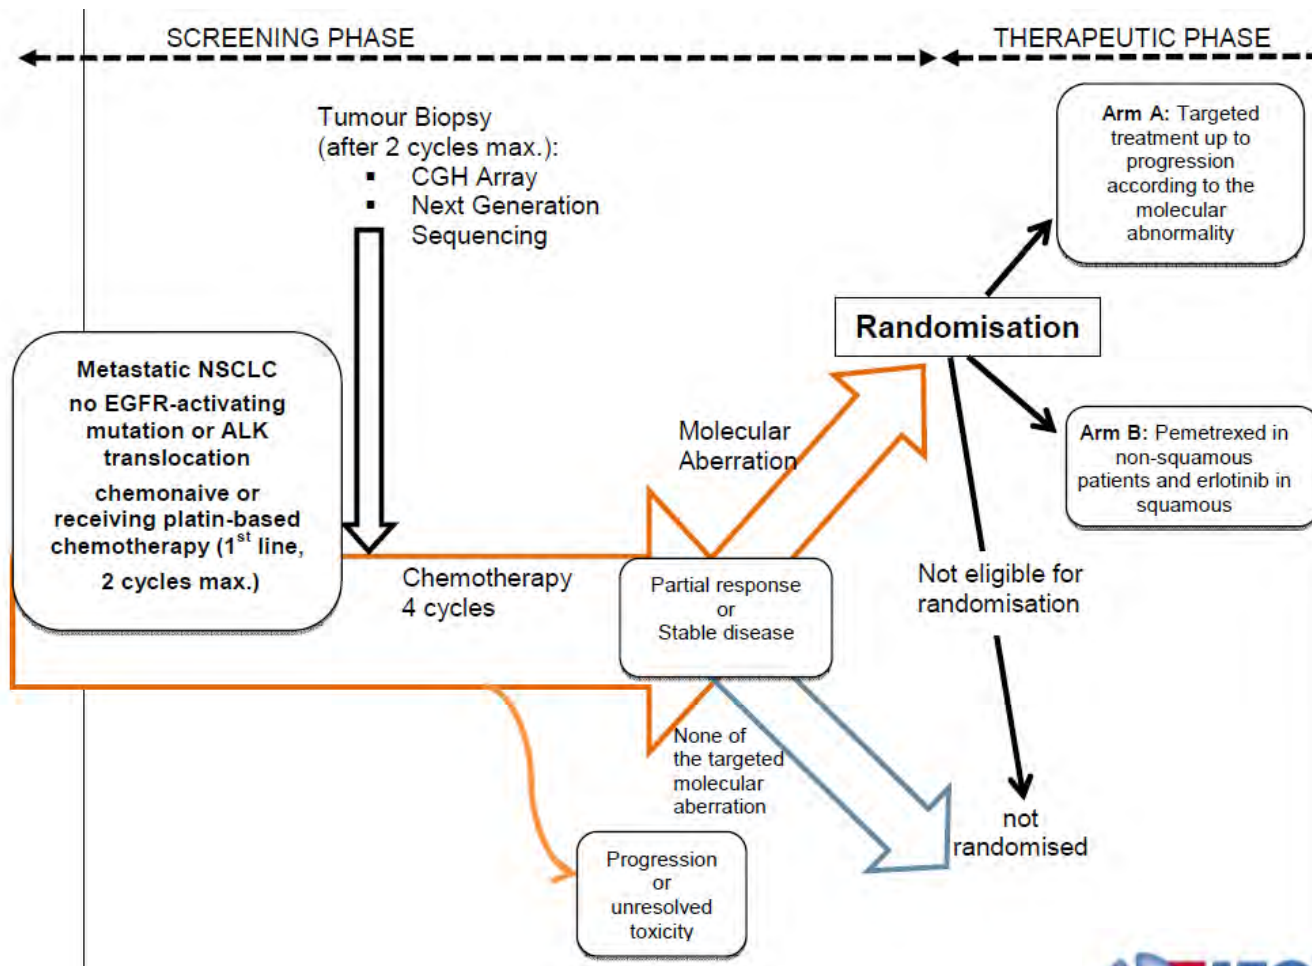 SCREENING PHASE
THERAPEUTIC PHASE
Tumour Biopsy
(after 2 cycles max.):
▪ CGH Array
▪ Next Generation
Sequencing
Arm A: Targeted
treatment up to
progression
according to the
molecular
abnormality
Randomisation
Metastatic NSCLC
no EGFR-activating
mutation or ALK
translocation
chemonaive or
receiving platin-based
chemotherapy (1st line,
2 cycles max.)
Molecular
Aberration
Arm B: Pemetrexed in
non-squamous
patients and erlotinib in
squamous
Chemotherapy
4 cycles
Partial response
or
Stable disease
Not eligible for
randomisation
None of
the targeted
molecular
aberration
not
randomised
Progression
or
unresolved
toxicity